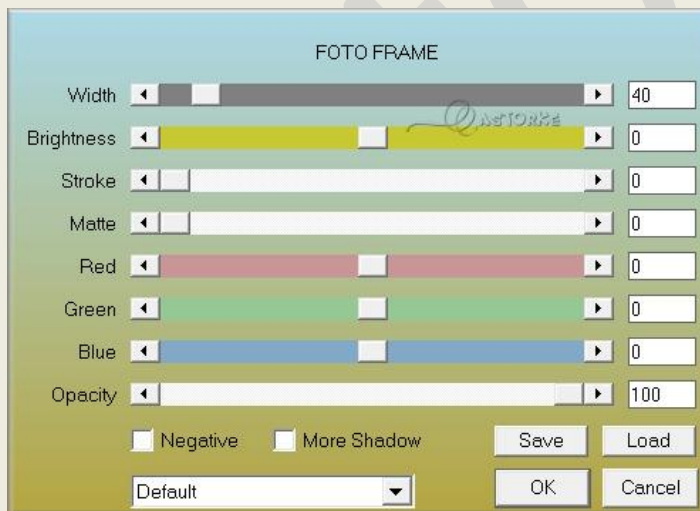 FOTO FRAME
Width 40
Brightness 0
Stroke 0
Matte 0
Red 0
Green 0
Blue 0
Opacity 100
Negative More Shadow Save Load
Default OK Cancel